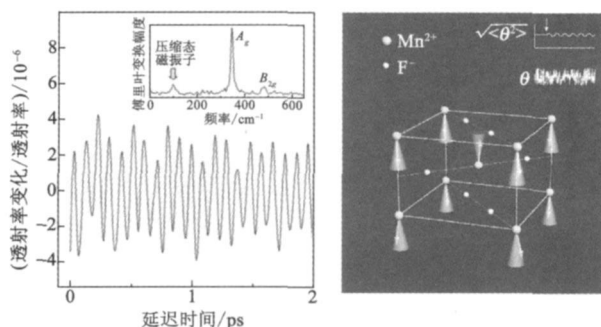 (透射率变化/透射率)/10⁻⁶
8
6
4
2
0
−2
−4
0
1
2
延迟时间/ps
傅里叶变换幅度
压缩态
磁振子
A_g
B_{2g}
0
200
400
600
频率/cm⁻¹
Mn²⁺
F⁻
√<θ²>
θ